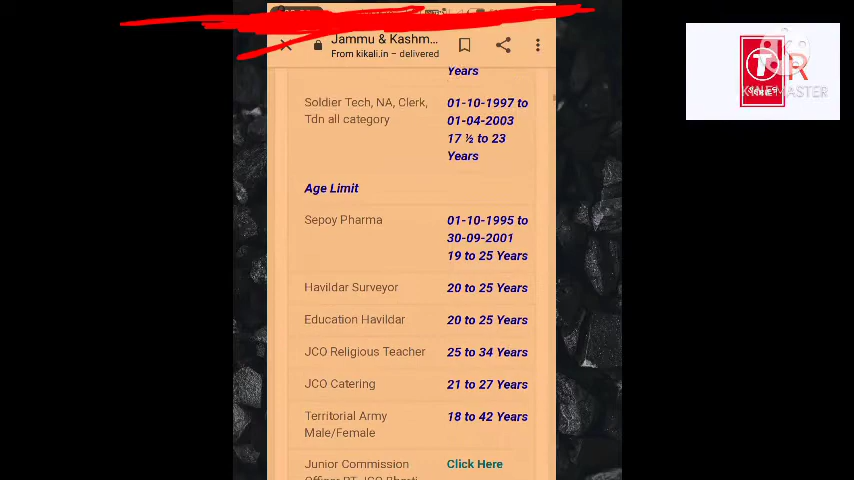 Jammu & Kashm...
From kikali.in – delivered
Years
Soldier Tech, NA, Clerk,
Tdn all category
01-10-1997 to
01-04-2003
17 ½ to 23
Years
Age Limit
Sepoy Pharma
01-10-1995 to
30-09-2001
19 to 25 Years
Havildar Surveyor
20 to 25 Years
Education Havildar
20 to 25 Years
JCO Religious Teacher
25 to 34 Years
JCO Catering
21 to 27 Years
Territorial Army
Male/Female
18 to 42 Years
Junior Commission
Click Here
Officer RT JCO Bharti
T R
KINEMASTER